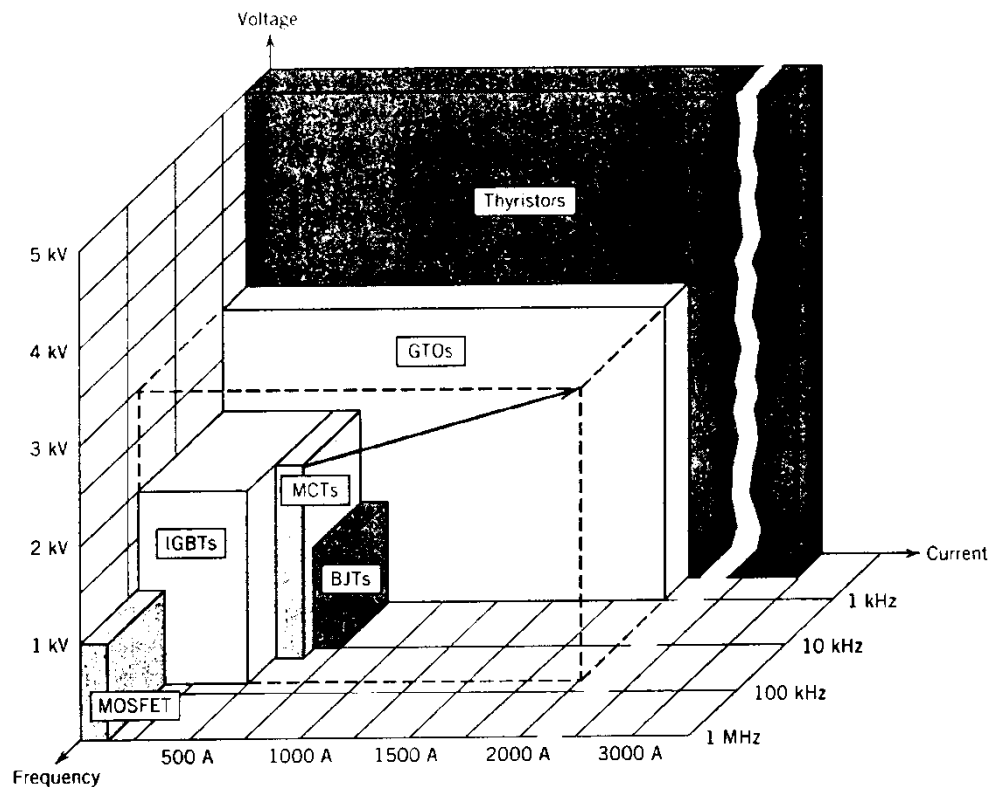 Voltage
Thyristors
5 kV
4 kV
GTOs
3 kV
MCTs
2 kV
IGBTs
BJTs
Current
1 kHz
1 kV
10 kHz
MOSFET
100 kHz
1 MHz
500 A
1000 A
1500 A
2000 A
3000 A
Frequency